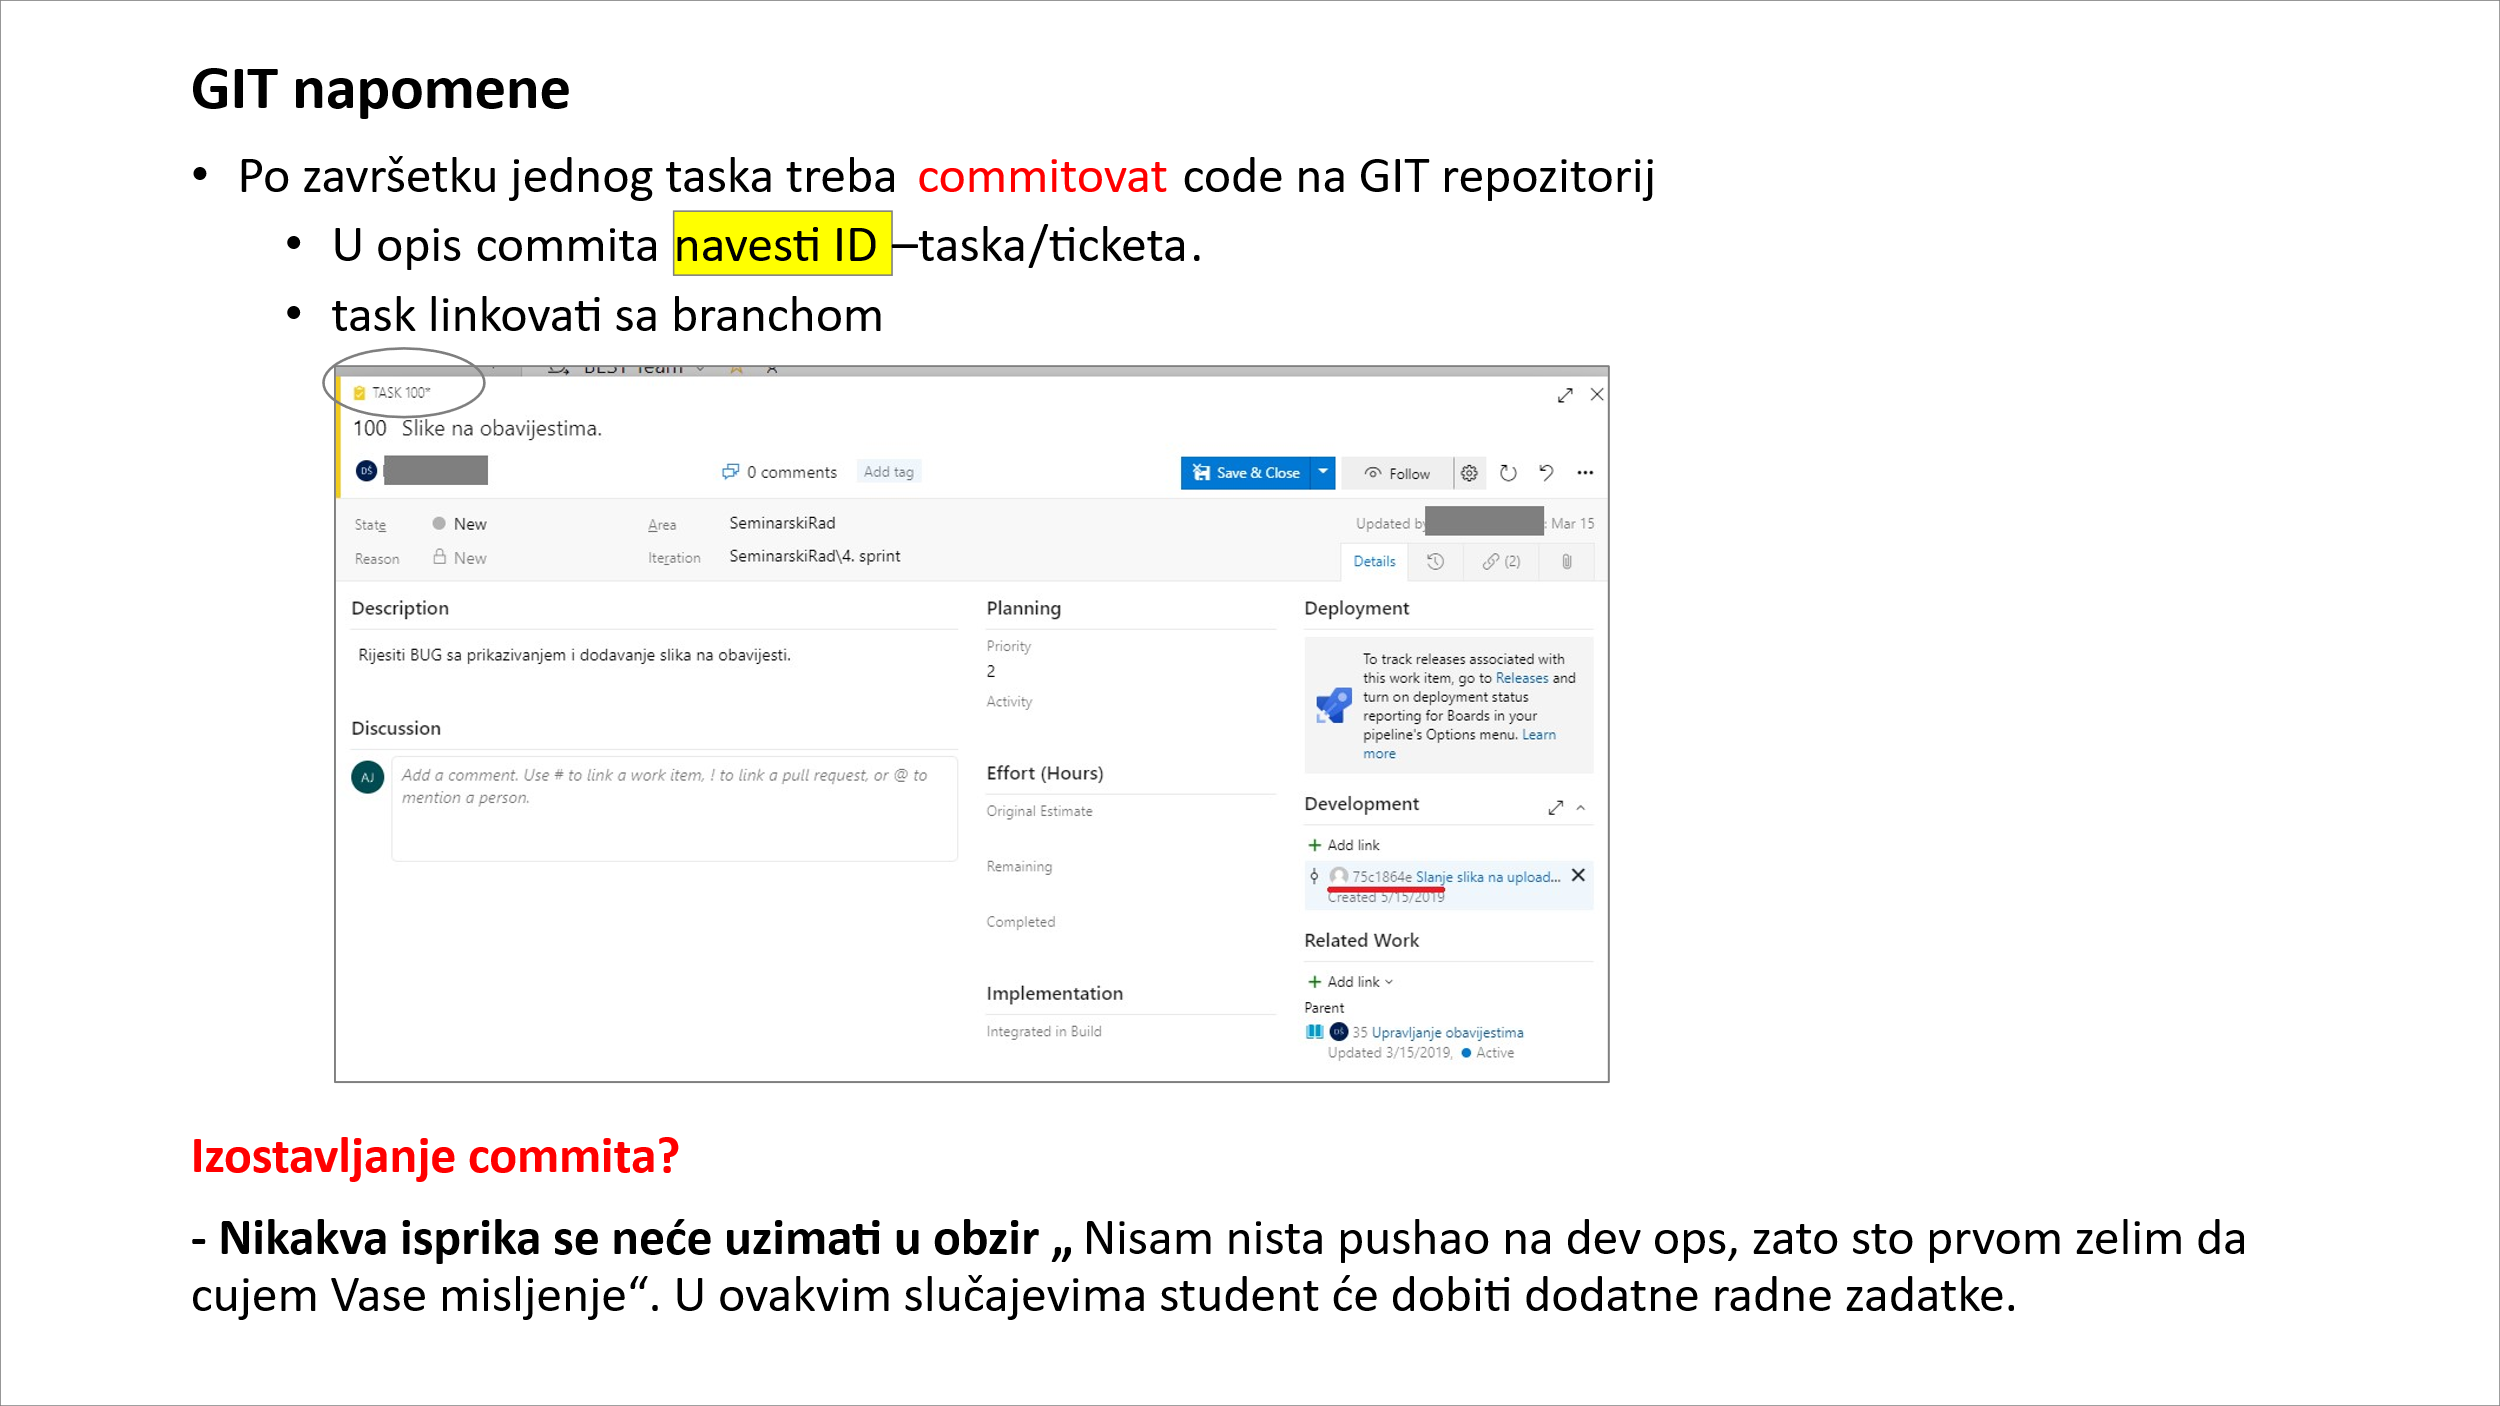 GIT napomene
• Po završetku jednog taska treba commitovat code na GIT repozitorij
• U opis commita navesti ID –taska/ticketa.
• task linkovati sa branchom
BEST Team
TASK 100*
100 Slike na obavijestima.
DŠ
0 comments
Add tag
Save & Close
Follow
State
New
Area
SeminarskiRad
Updated by
: Mar 15
Reason
New
Iteration
SeminarskiRad\4. sprint
Details
(2)
Description
Rijesiti BUG sa prikazivanjem i dodavanje slika na obavijesti.
Discussion
AJ
Add a comment. Use # to link a work item, ! to link a pull request, or @ to
mention a person.
Planning
Priority
2
Activity
Effort (Hours)
Original Estimate
Remaining
Completed
Implementation
Integrated in Build
Deployment
To track releases associated with
this work item, go to Releases and
turn on deployment status
reporting for Boards in your
pipeline's Options menu. Learn
more
Development
+ Add link
75c1864e Slanje slika na upload...
Created 5/15/2019
Related Work
+ Add link
Parent
DŠ 35 Upravljanje obavijestima
Updated 3/15/2019, ● Active
Izostavljanje commita?
- Nikakva isprika se neće uzimati u obzir „ Nisam nista pushao na dev ops, zato sto prvom zelim da
cujem Vase misljenje“. U ovakvim slučajevima student će dobiti dodatne radne zadatke.